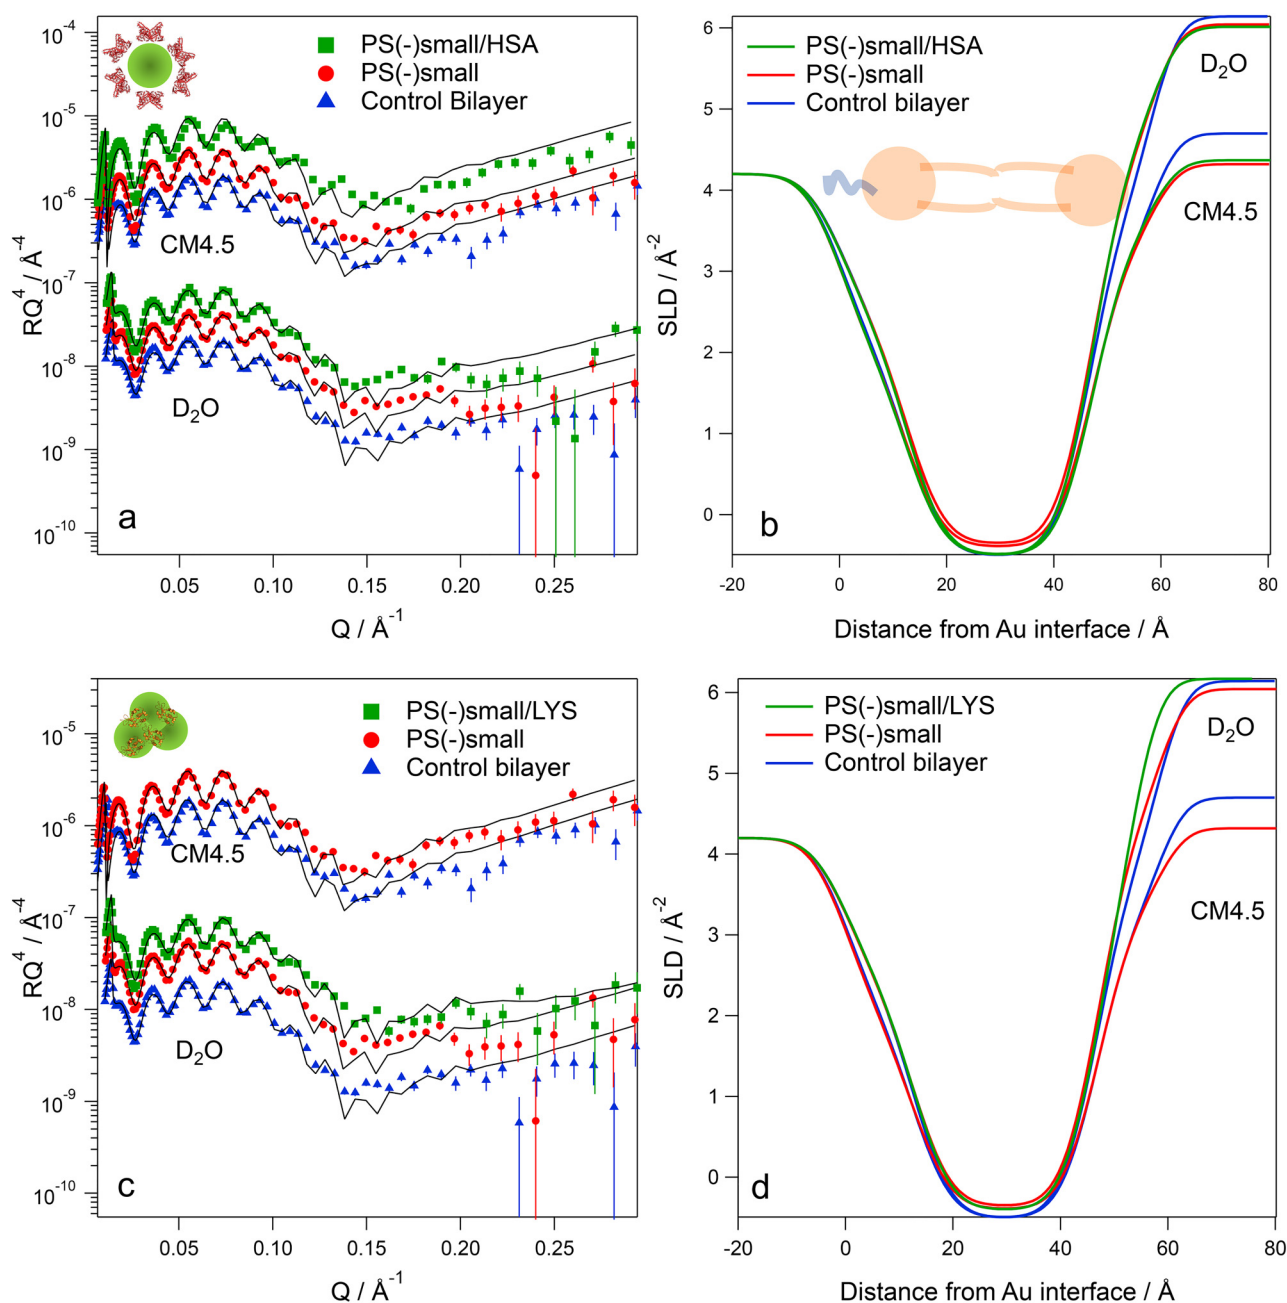 10⁻⁴
10⁻⁵
10⁻⁶
10⁻⁷
10⁻⁸
10⁻⁹
10⁻¹⁰
RQ⁴ / Å⁻⁴
PS(-)small/HSA
PS(-)small
Control Bilayer
CM4.5
D₂O
a
0.05 0.10 0.15 0.20 0.25
Q / Å⁻¹
6
5
4
3
2
1
0
SLD / Å⁻²
PS(-)small/HSA
PS(-)small
Control bilayer
D₂O
CM4.5
b
-20 0 20 40 60 80
Distance from Au interface / Å
10⁻⁵
10⁻⁶
10⁻⁷
10⁻⁸
10⁻⁹
10⁻¹⁰
RQ⁴ / Å⁻⁴
PS(-)small/LYS
PS(-)small
Control bilayer
CM4.5
D₂O
c
0.05 0.10 0.15 0.20 0.25
Q / Å⁻¹
6
5
4
3
2
1
0
SLD / Å⁻²
PS(-)small/LYS
PS(-)small
Control bilayer
D₂O
CM4.5
d
-20 0 20 40 60 80
Distance from Au interface / Å